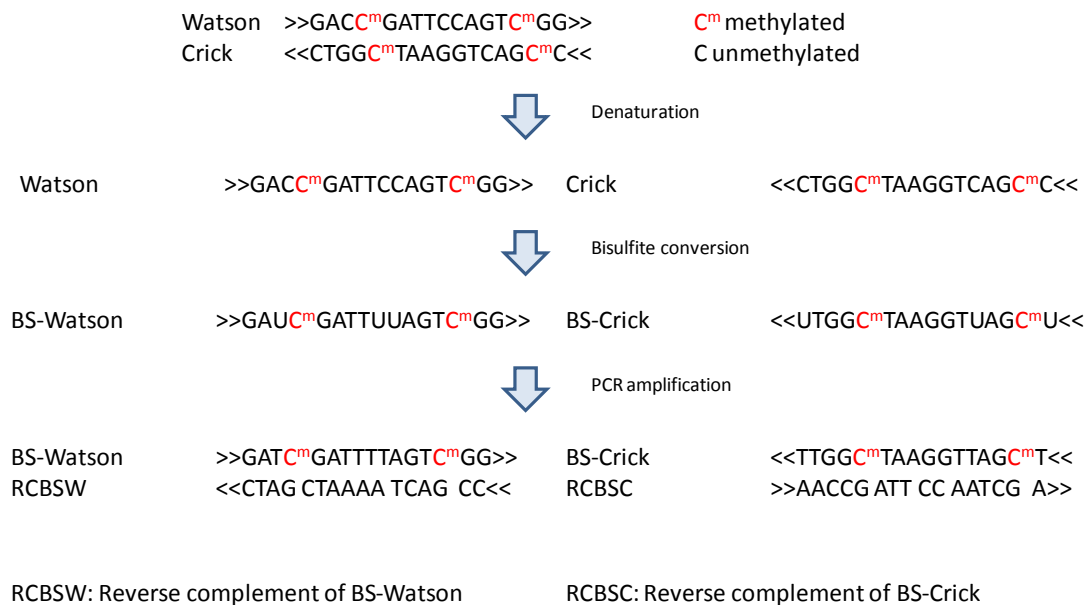 Watson >>GACCᵐGATTCCAGTCᵐGG>> Cᵐ methylated
Crick <<CTGGCᵐTAAGGTCAGCᵐC<< C unmethylated
Denaturation
Watson >>GACCᵐGATTCCAGTCᵐGG>> Crick <<CTGGCᵐTAAGGTCAGCᵐC<<
Bisulfite conversion
BS-Watson >>GAUCᵐGATTUUAGTCᵐGG>> BS-Crick <<UTGGCᵐTAAGGTUAGCᵐU<<
PCR amplification
BS-Watson >>GATCᵐGATTTTAGTCᵐGG>> BS-Crick <<TTGGCᵐTAAGGTTAGCᵐT<<
RCBSW <<CTAG CTAAAA TCAG CC<< RCBSC >>AACCG ATT CC AATCG A>>
RCBSW: Reverse complement of BS-Watson RCBSC: Reverse complement of BS-Crick